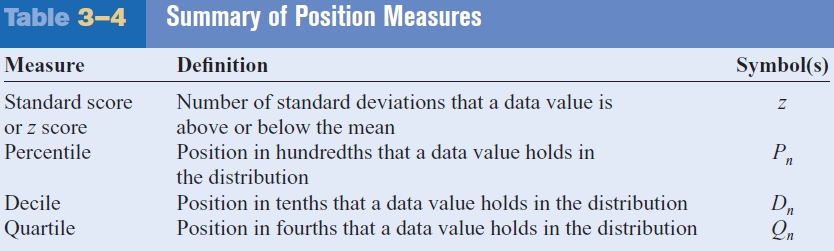 Table 3–4 Summary of Position Measures
Measure Definition Symbol(s)
Standard score Number of standard deviations that a data value is z
or z score above or below the mean
Percentile Position in hundredths that a data value holds in Pn
the distribution
Decile Position in tenths that a data value holds in the distribution Dn
Quartile Position in fourths that a data value holds in the distribution Qn